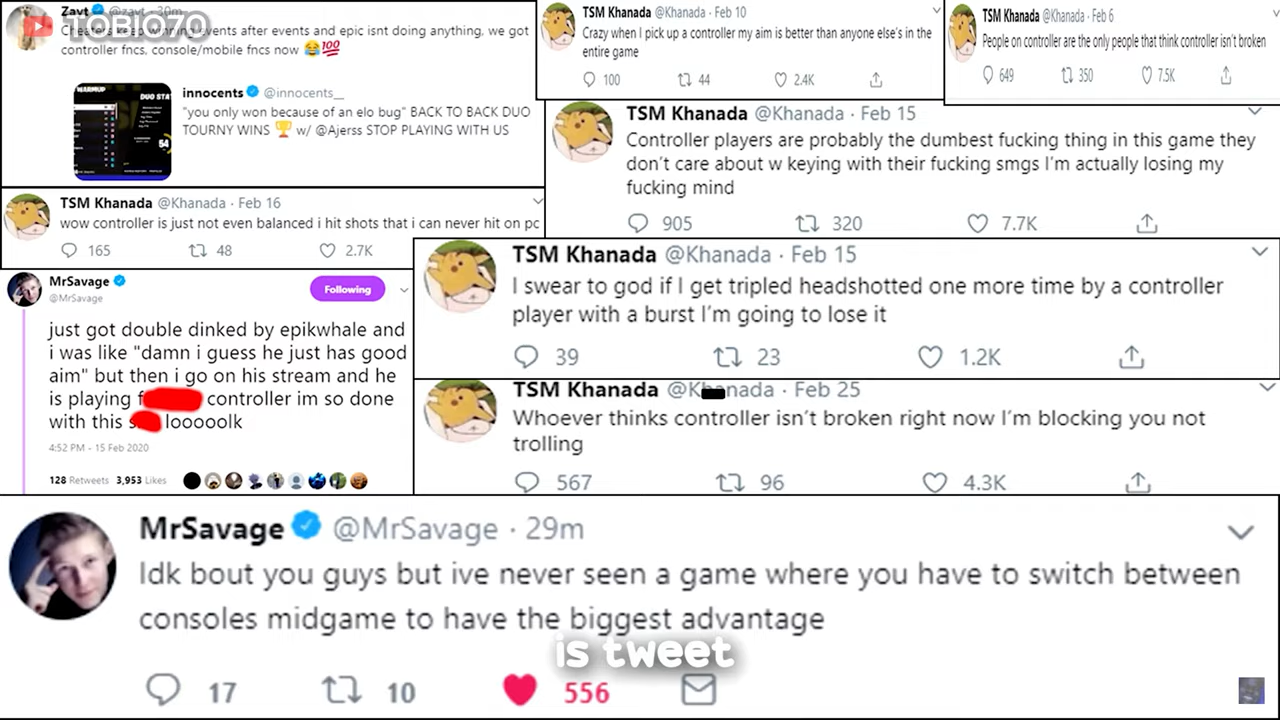 TOBIO70
Zayt @zayt · 30m
Cheaters keep winning events after events and epic isnt doing anything, we got
controller fncs, console/mobile fncs now 😂💯
innocents @innocents__
"you only won because of an elo bug" BACK TO BACK DUO
TOURNY WINS 🏆 w/ @Ajerss STOP PLAYING WITH US
WARMUP
DUO STA
54
TSM Khanada @Khanada · Feb 10
Crazy when I pick up a controller my aim is better than anyone else's in the
entire game
100 44 2.4K
TSM Khanada @Khanada · Feb 6
People on controller are the only people that think controller isn't broken
649 350 7.5K
TSM Khanada @Khanada · Feb 15
Controller players are probably the dumbest fucking thing in this game they
don't care about w keying with their fucking smgs I'm actually losing my
fucking mind
905 320 7.7K
TSM Khanada @Khanada · Feb 16
wow controller is just not even balanced i hit shots that i can never hit on pc
165 48 2.7K
TSM Khanada @Khanada · Feb 15
I swear to god if I get tripled headshotted one more time by a controller
player with a burst I'm going to lose it
39 23 1.2K
MrSavage
@MrSavage
Following
just got double dinked by epikwhale and
i was like "damn i guess he just has good
aim" but then i go on his stream and he
is playing f controller im so done
with this s looooolk
4:52 PM - 15 Feb 2020
128 Retweets 3,953 Likes
TSM Khanada @K nada · Feb 25
Whoever thinks controller isn't broken right now I'm blocking you not
trolling
567 96 4.3K
MrSavage @MrSavage · 29m
Idk bout you guys but ive never seen a game where you have to switch between
consoles midgame to have the biggest advantage
is tweet
17 10 556